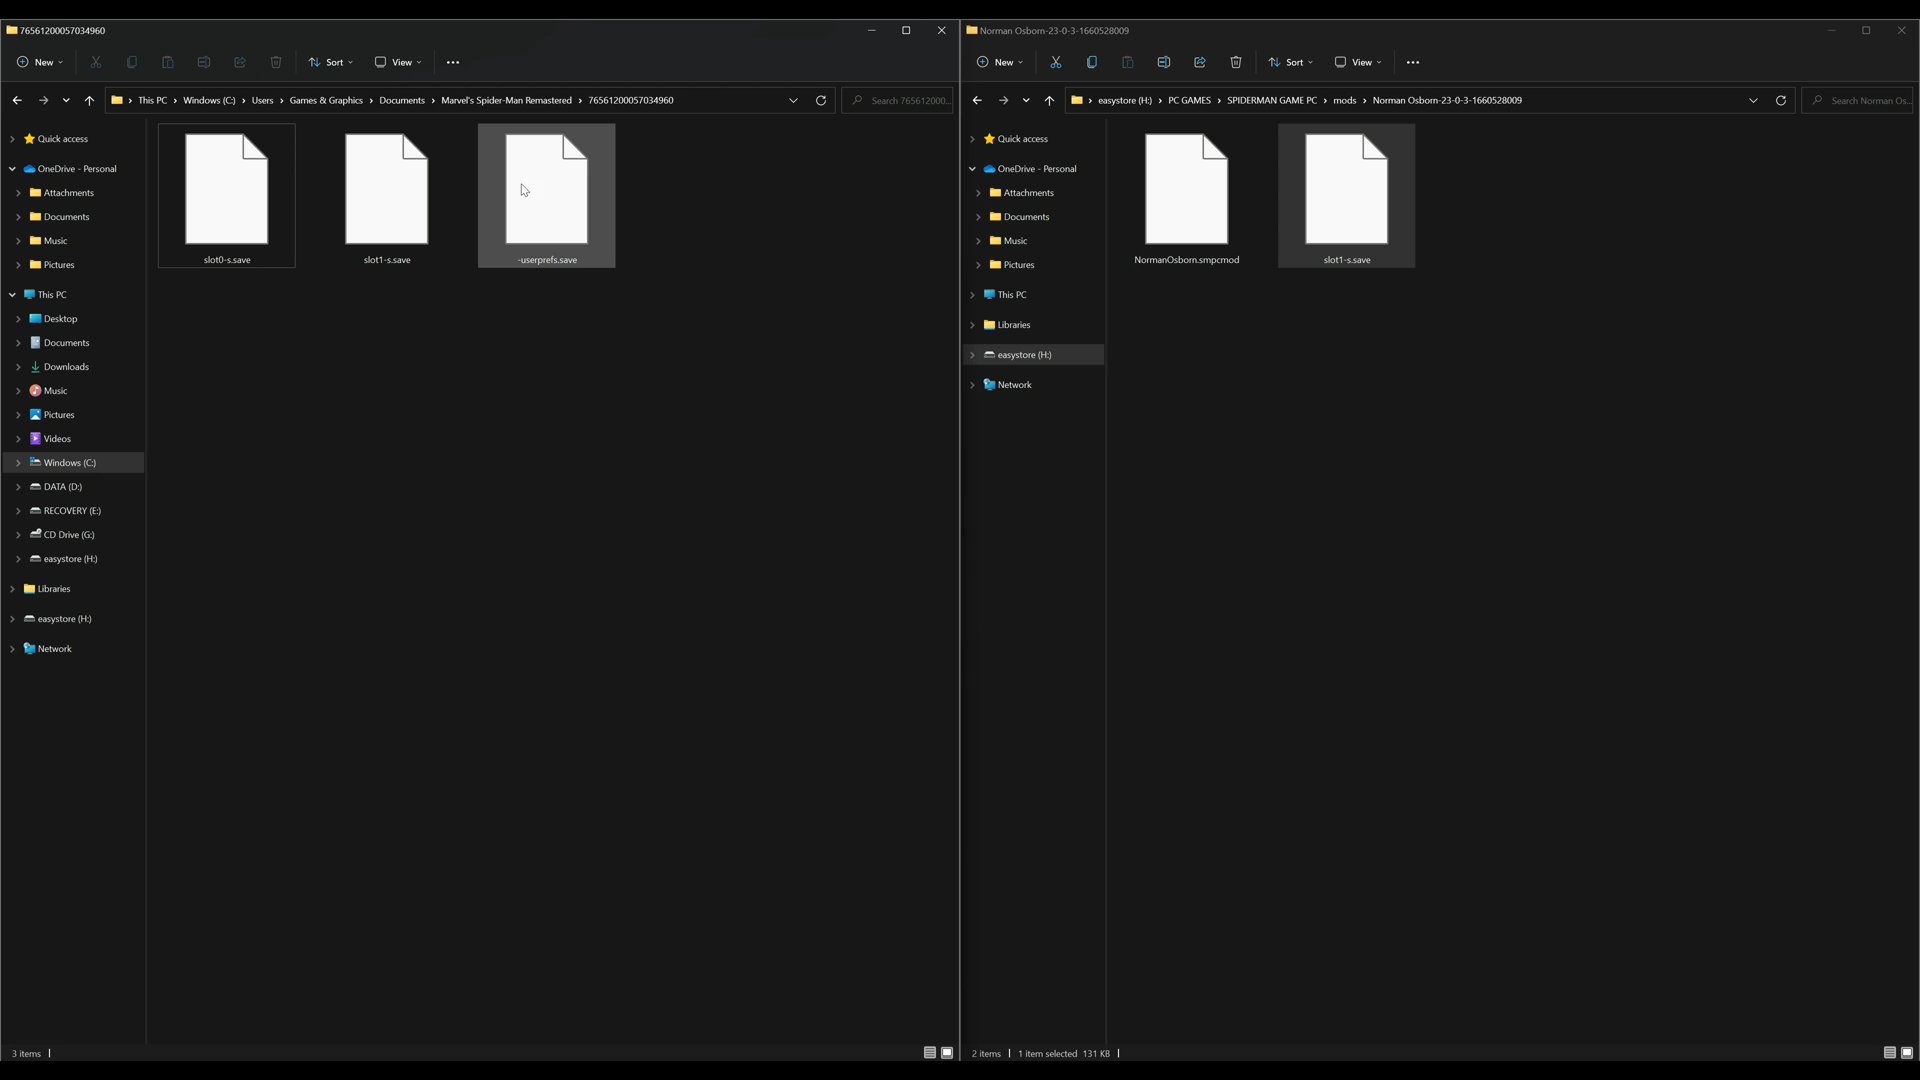 76561200057034960
New
Sort
View
This PC > Windows (C:) > Users > Games & Graphics > Documents > Marvel's Spider-Man Remastered > 76561200057034960
Search 765612000...
Quick access
OneDrive - Personal
Attachments
Documents
Music
Pictures
This PC
Desktop
Documents
Downloads
Music
Pictures
Videos
Windows (C:)
DATA (D:)
RECOVERY (E:)
CD Drive (G:)
easystore (H:)
Libraries
easystore (H:)
Network
slot0-s.save
slot1-s.save
-userprefs.save
3 items
Norman Osborn-23-0-3-1660528009
New
Sort
View
easystore (H:) > PC GAMES > SPIDERMAN GAME PC > mods > Norman Osborn-23-0-3-1660528009
Search Norman Os...
Quick access
OneDrive - Personal
Attachments
Documents
Music
Pictures
This PC
Libraries
easystore (H:)
Network
NormanOsborn.smpcmod
slot1-s.save
2 items
1 item selected 131 KB